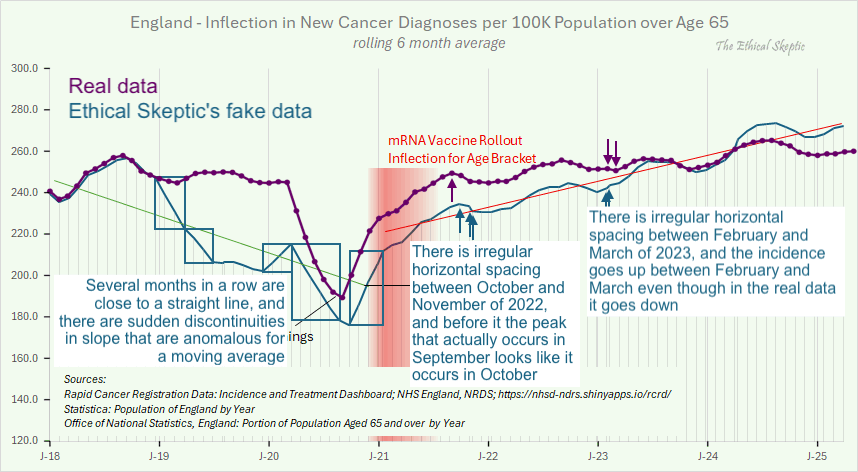 England - Inflection in New Cancer Diagnoses per 100K Population over Age 65
rolling 6 month average
The Ethical Skeptic
300.0
280.0
260.0
240.0
220.0
200.0
180.0
160.0
140.0
120.0
Real data
Ethical Skeptic's fake data
mRNA Vaccine Rollout
Inflection for Age Bracket
There is irregular horizontal
spacing between February and
March of 2023, and the incidence
goes up between February and
March even though in the real data
it goes down
There is irregular
horizontal spacing
between October and
November of 2022,
and before it the peak
that actually occurs in
September looks like it
occurs in October
Several months in a row are
close to a straight line, and
there are sudden discontinuities
in slope that are anomalous for
a moving average
ings
Sources:
Rapid Cancer Registration Data: Incidence and Treatment Dashboard; NHS England, NRDS; https://nhsd-ndrs.shinyapps.io/rcrd/
Statistica: Population of England by Year
Office of National Statistics, England: Portion of Population Aged 65 and over by Year
J-18
J-19
J-20
J-21
J-22
J-23
J-24
J-25